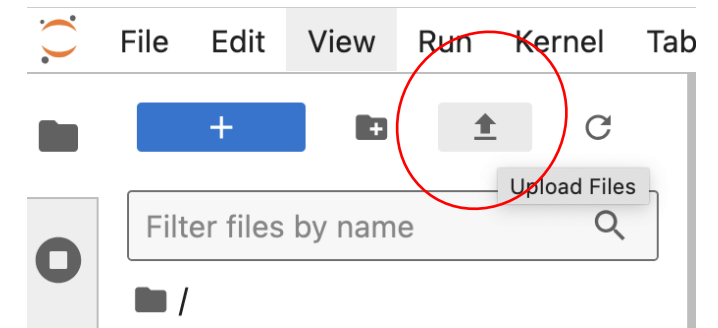 File Edit View Run Kernel Tab
+
Upload Files
Filter files by name
/